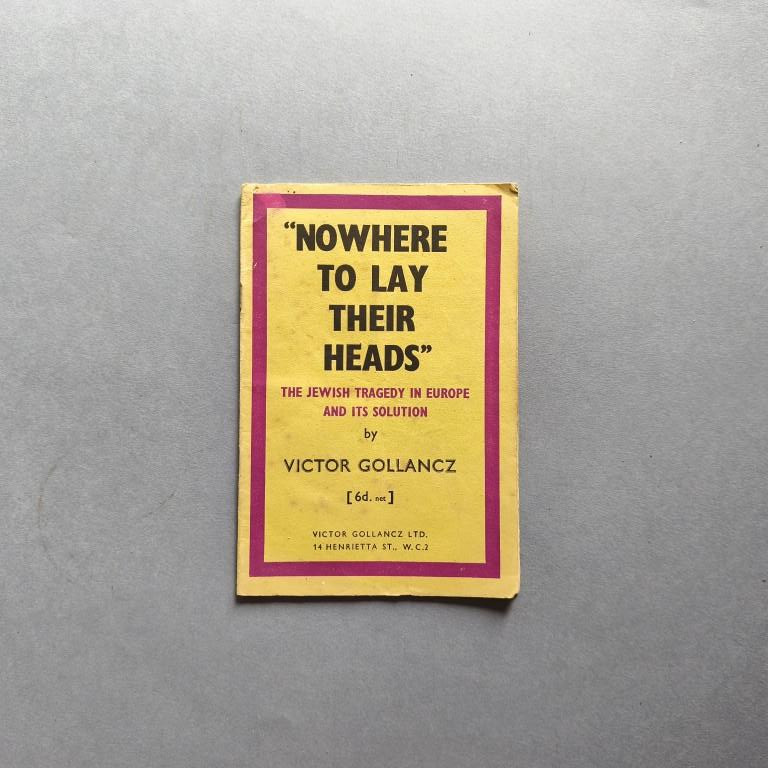 “NOWHERE
TO LAY
THEIR
HEADS”
THE JEWISH TRAGEDY IN EUROPE
AND ITS SOLUTION
by
VICTOR GOLLANCZ
[6d. net]
VICTOR GOLLANCZ LTD.
14 HENRIETTA ST., W.C.2